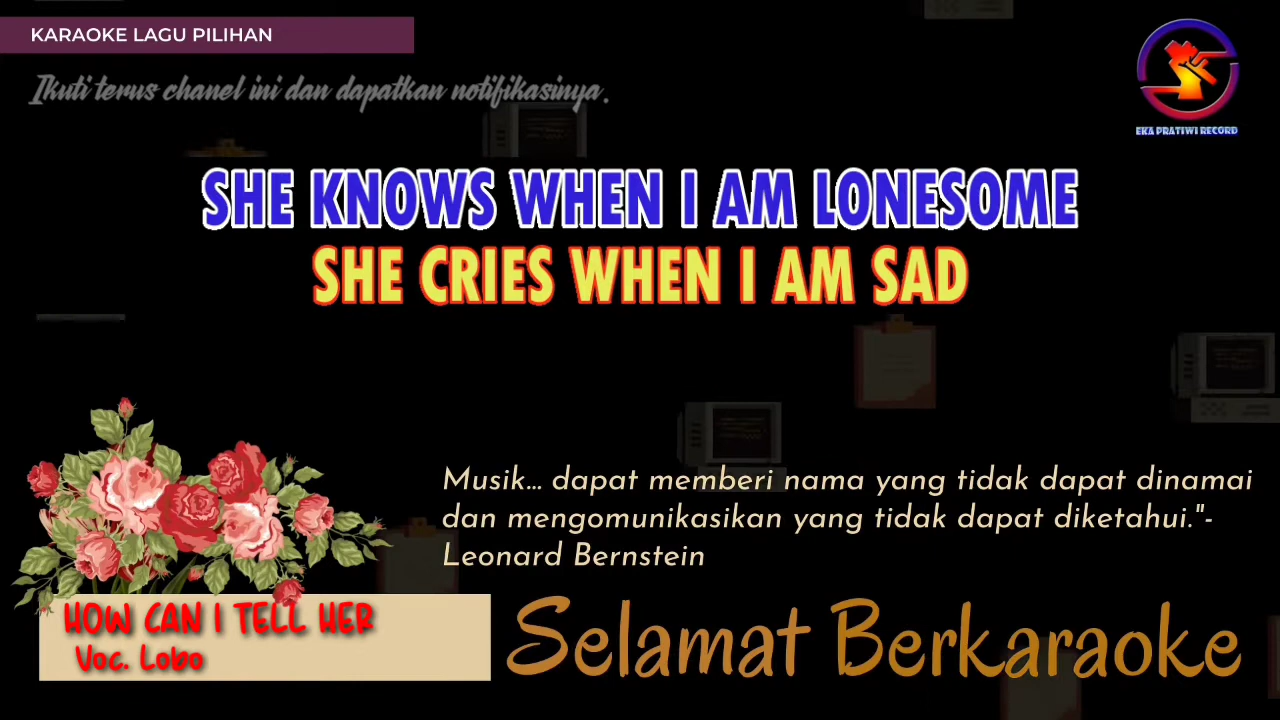 KARAOKE LAGU PILIHAN
Ikuti terus chanel ini dan dapatkan notifikasinya.
EKA PRATIWI RECORD
SHE KNOWS WHEN I AM LONESOME
SHE CRIES WHEN I AM SAD
Musik... dapat memberi nama yang tidak dapat dinamai
dan mengomunikasikan yang tidak dapat diketahui."-
Leonard Bernstein
HOW CAN I TELL HER
Voc. Lobo
Selamat Berkaraoke